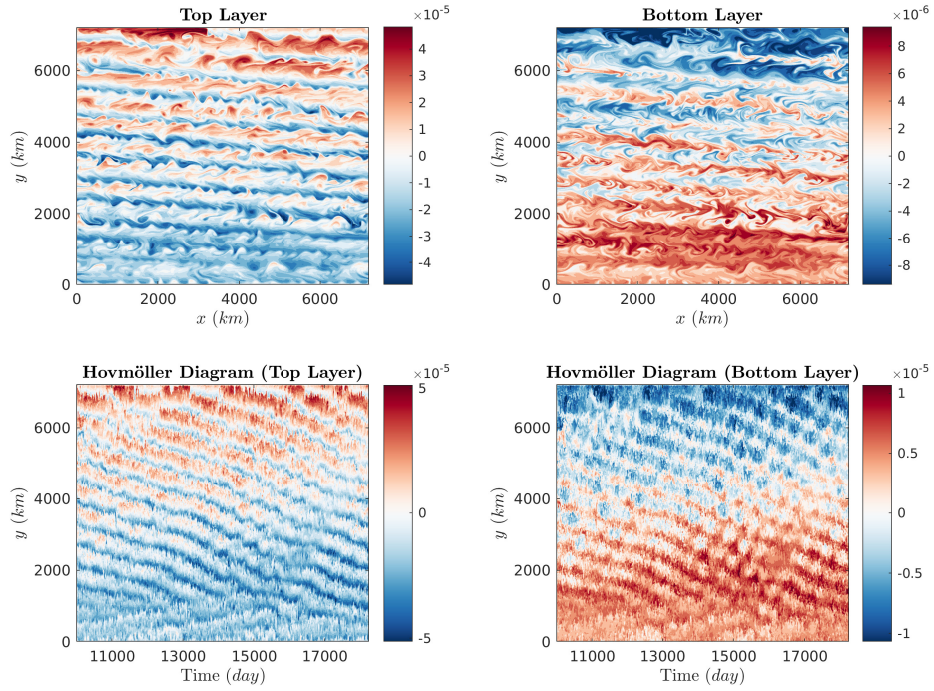 Top Layer
×10⁻⁵
y (km)
6000
4000
2000
0
0 2000 4000 6000
x (km)
4
3
2
1
0
-1
-2
-3
-4
Bottom Layer
×10⁻⁶
y (km)
6000
4000
2000
0
0 2000 4000 6000
x (km)
8
6
4
2
0
-2
-4
-6
-8
Hovmöller Diagram (Top Layer)
×10⁻⁵
y (km)
6000
4000
2000
0
11000 13000 15000 17000
Time (day)
5
0
-5
Hovmöller Diagram (Bottom Layer)
×10⁻⁵
y (km)
6000
4000
2000
0
11000 13000 15000 17000
Time (day)
1
0.5
0
-0.5
-1